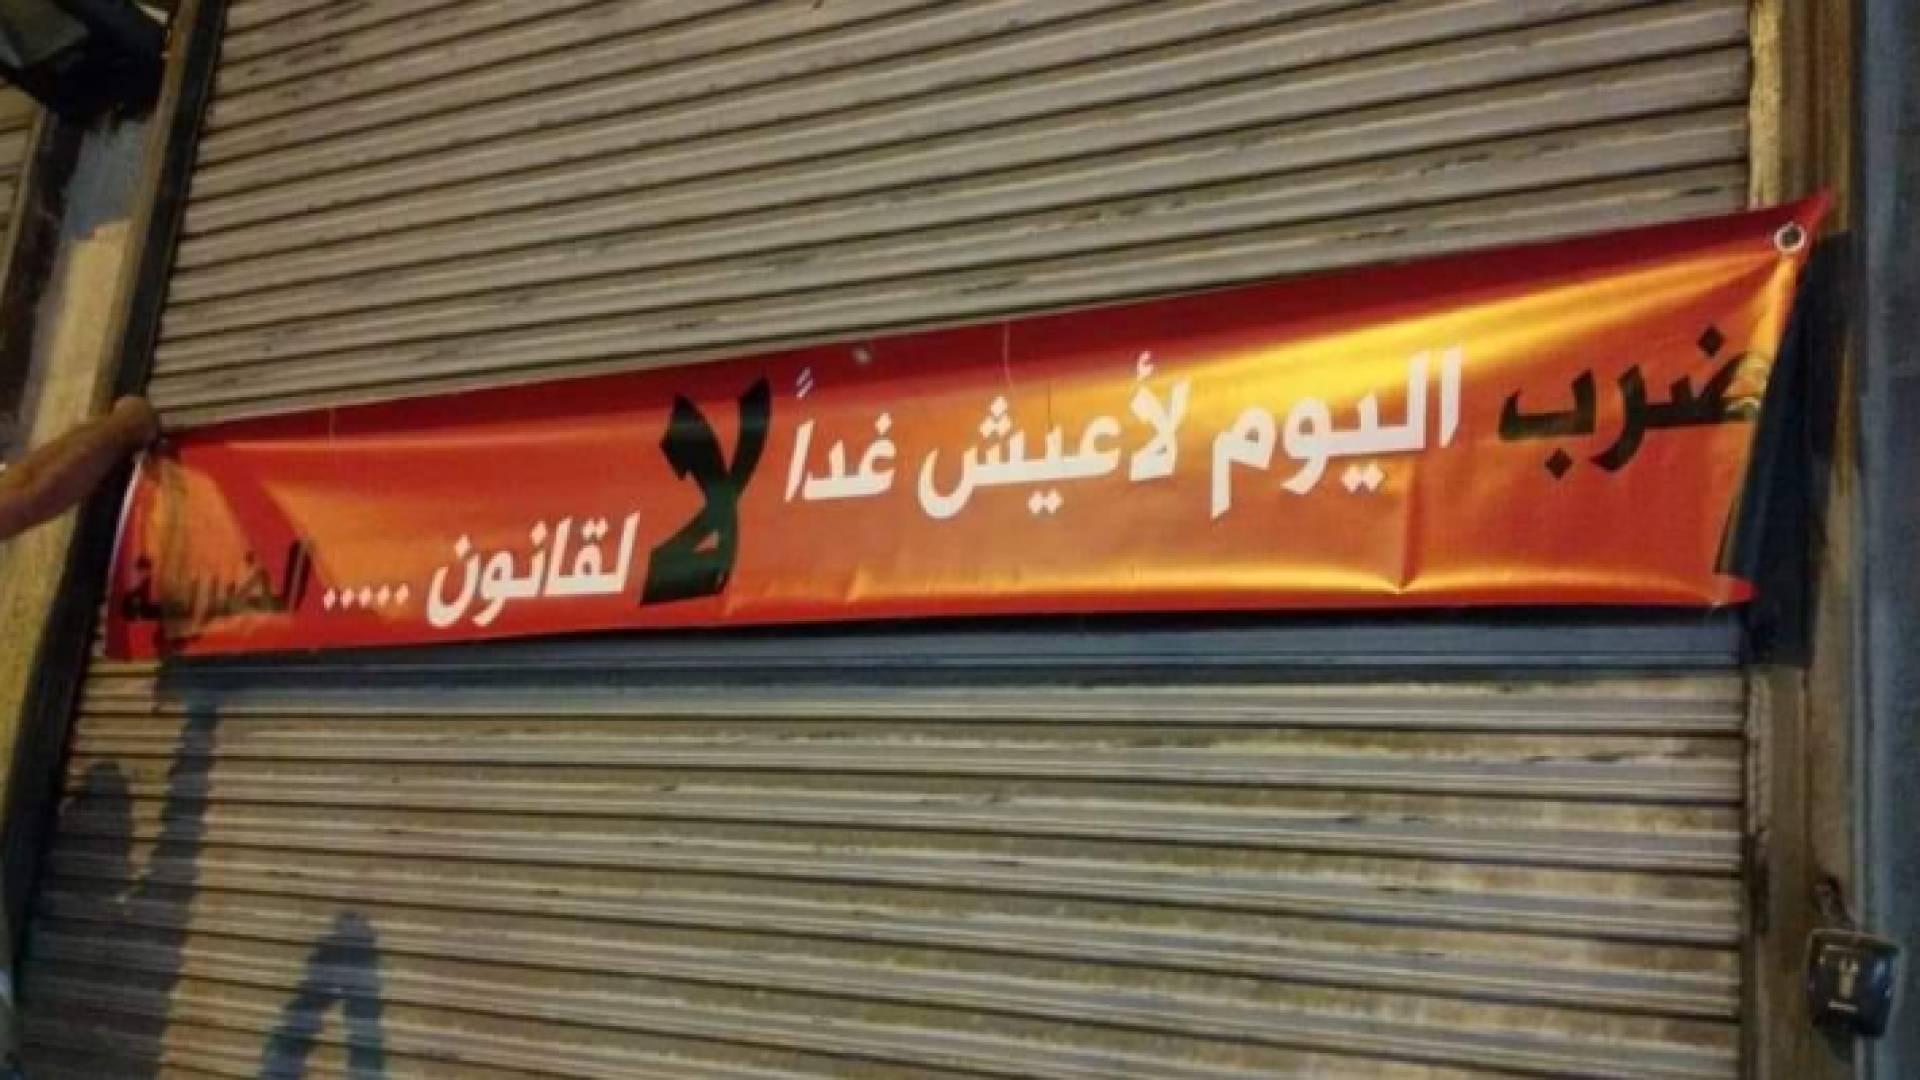 ضرب اليوم لأعيش غداً لا لقانون ..... الضريبة